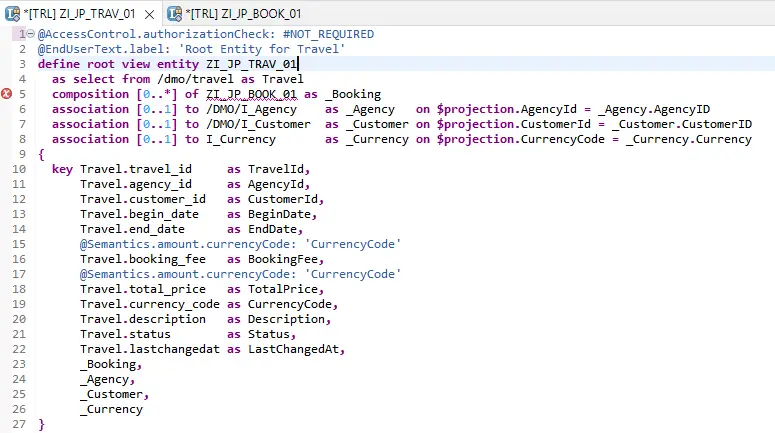 *[TRL] ZI_JP_TRAV_01 *[TRL] ZI_JP_BOOK_01
1 @AccessControl.authorizationCheck: #NOT_REQUIRED
2 @EndUserText.label: 'Root Entity for Travel'
3 define root view entity ZI_JP_TRAV_01
4 as select from /dmo/travel as Travel
5 composition [0..*] of ZI_JP_BOOK_01 as _Booking
6 association [0..1] to /DMO/I_Agency as _Agency on $projection.AgencyId = _Agency.AgencyID
7 association [0..1] to /DMO/I_Customer as _Customer on $projection.CustomerId = _Customer.CustomerID
8 association [0..1] to I_Currency as _Currency on $projection.CurrencyCode = _Currency.Currency
9 {
10 key Travel.travel_id as TravelId,
11 Travel.agency_id as AgencyId,
12 Travel.customer_id as CustomerId,
13 Travel.begin_date as BeginDate,
14 Travel.end_date as EndDate,
15 @Semantics.amount.currencyCode: 'CurrencyCode'
16 Travel.booking_fee as BookingFee,
17 @Semantics.amount.currencyCode: 'CurrencyCode'
18 Travel.total_price as TotalPrice,
19 Travel.currency_code as CurrencyCode,
20 Travel.description as Description,
21 Travel.status as Status,
22 Travel.lastchangedat as LastChangedAt,
23 _Booking,
24 _Agency,
25 _Customer,
26 _Currency
27 }